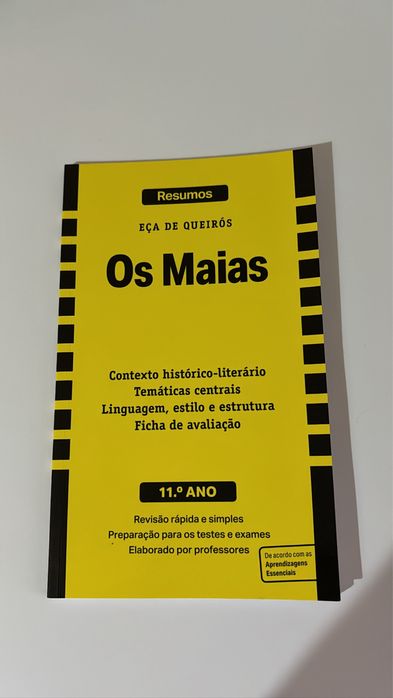 Resumos
EÇA DE QUEIRÓS
Os Maias
Contexto histórico-literário
Temáticas centrais
Linguagem, estilo e estrutura
Ficha de avaliação
11.º ANO
Revisão rápida e simples
Preparação para os testes e exames
Elaborado por professores
De acordo com as
Aprendizagens
Essenciais